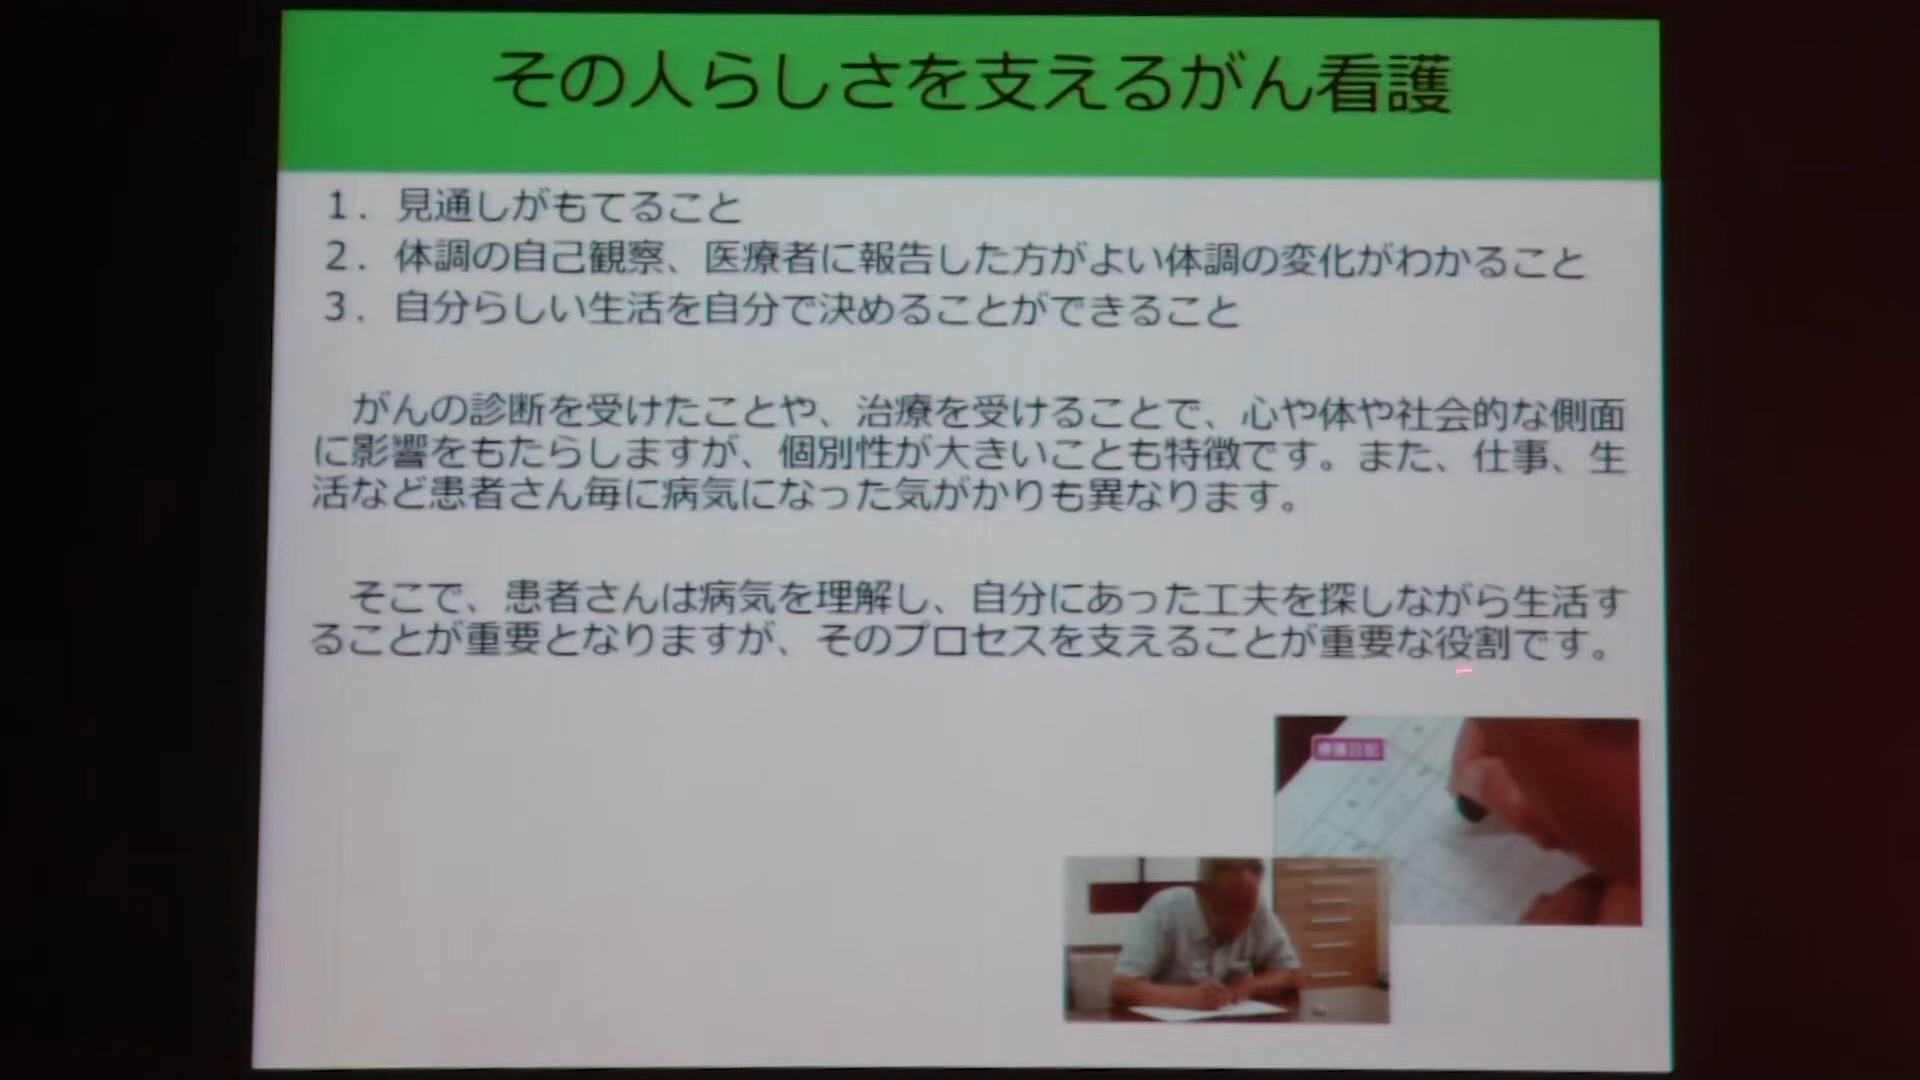 その人らしさを支えるがん看護
１．見通しがもてること
２．体調の自己観察、医療者に報告した方がよい体調の変化がわかること
３．自分らしい生活を自分で決めることができること
がんの診断を受けたことや、治療を受けることで、心や体や社会的な側面
に影響をもたらしますが、個別性が大きいことも特徴です。また、仕事、生
活など患者さん毎に病気になった気がかりも異なります。
そこで、患者さんは病気を理解し、自分にあった工夫を探しながら生活す
ることが重要となりますが、そのプロセスを支えることが重要な役割です。